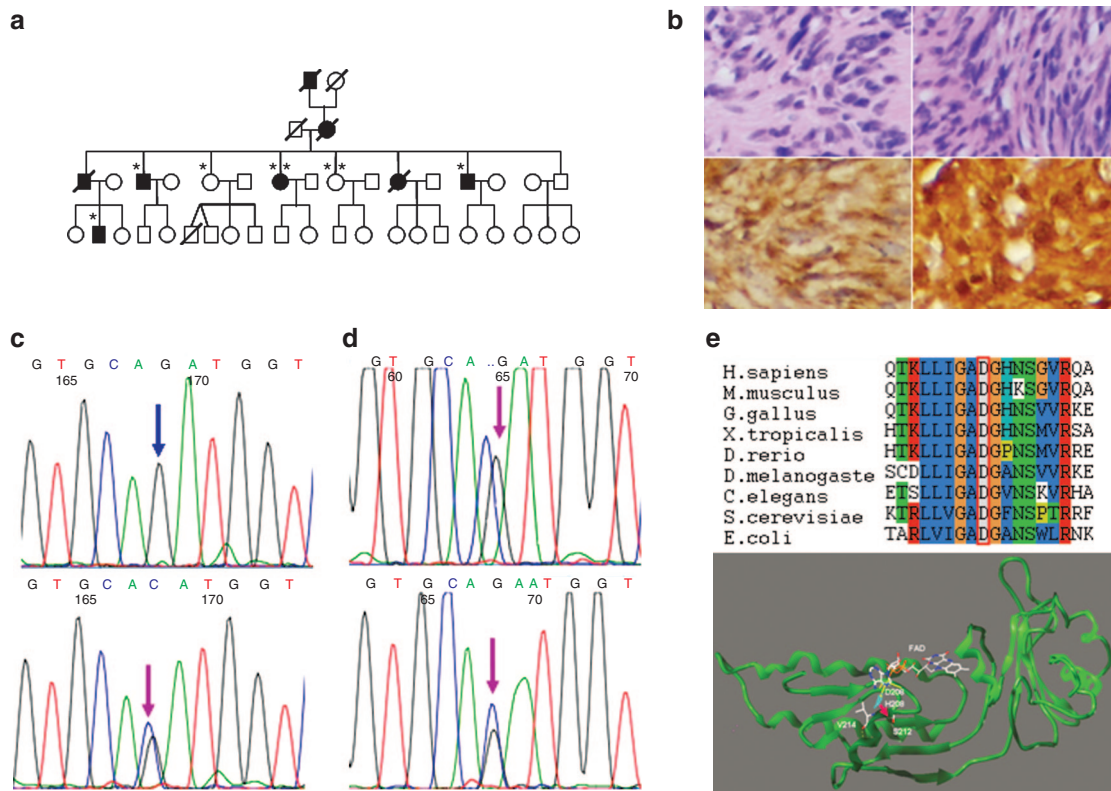 a
* * * * * * *
*
b
c
G T G C A G A T G G T
165 170
G T G C A C A T G G T
165 170
d
G T G C A ..G A T G G T
60 65 70
G T G C A G A A T G G T
65 70
e
H.sapiens QTKLLIGADGHNSGVRQA
M.musculus QTKLLIGADGHKSGVRQA
G.gallus QTKLLIGADGHNSVVRKE
X.tropicalis HTKLLIGADGHNSMVRSA
D.rerio HTKLLIGADGPNSMVRRE
D.melanogaste SCDLLIGADGANSVVRKE
C.elegans ETSLLIGADGVNSKVRHA
S.cerevisiae KTRLLVGADGFNSPTRRF
E.coli TARLVIGADGANSWLRNK
FAD
H208
V214 S212